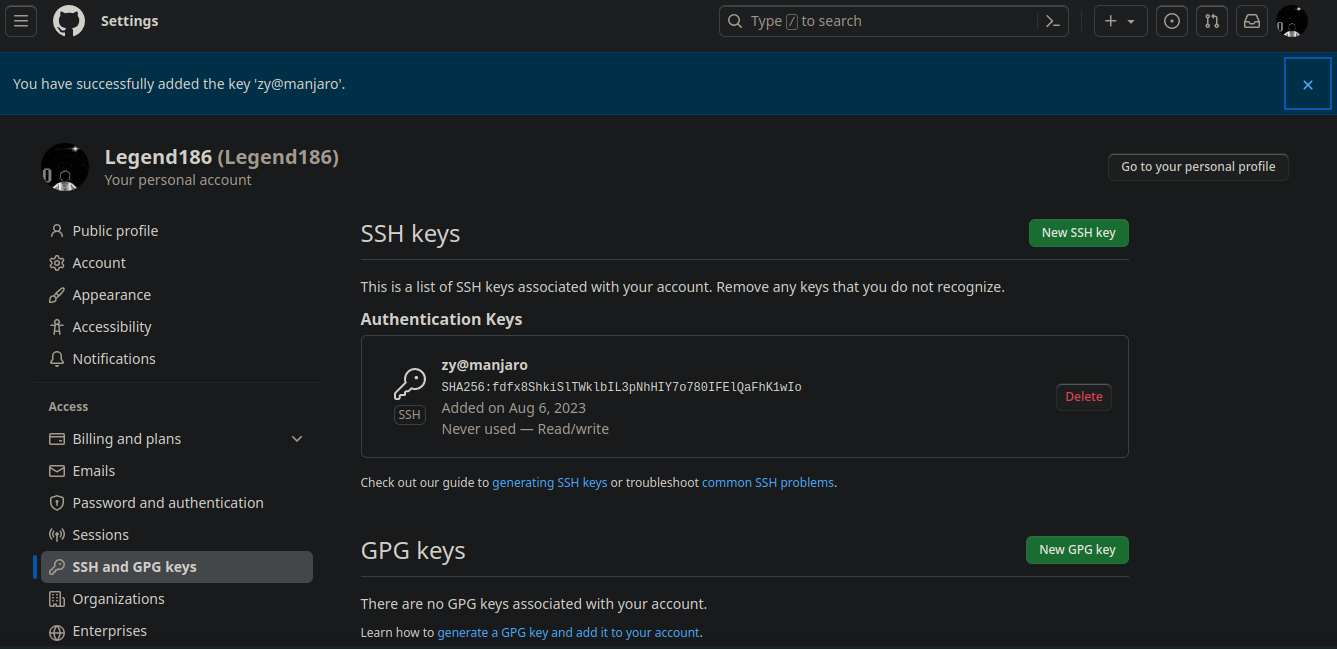 Settings
Type / to search
You have successfully added the key 'zy@manjaro'.
Legend186 (Legend186)
Your personal account
Go to your personal profile
Public profile
Account
Appearance
Accessibility
Notifications
Access
Billing and plans
Emails
Password and authentication
Sessions
SSH and GPG keys
Organizations
Enterprises
SSH keys
New SSH key
This is a list of SSH keys associated with your account. Remove any keys that you do not recognize.
Authentication Keys
zy@manjaro
SHA256:fdfx8ShkiSlTWklbIL3pNhHIY7o780IFElQaFhK1wIo
SSH
Added on Aug 6, 2023
Never used — Read/write
Delete
Check out our guide to generating SSH keys or troubleshoot common SSH problems.
GPG keys
New GPG key
There are no GPG keys associated with your account.
Learn how to generate a GPG key and add it to your account.